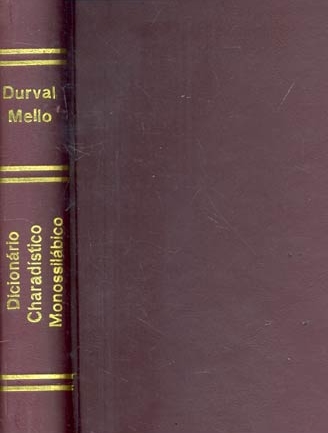 Durval
Mello
Dicionário
Charadístico
Monossilábico